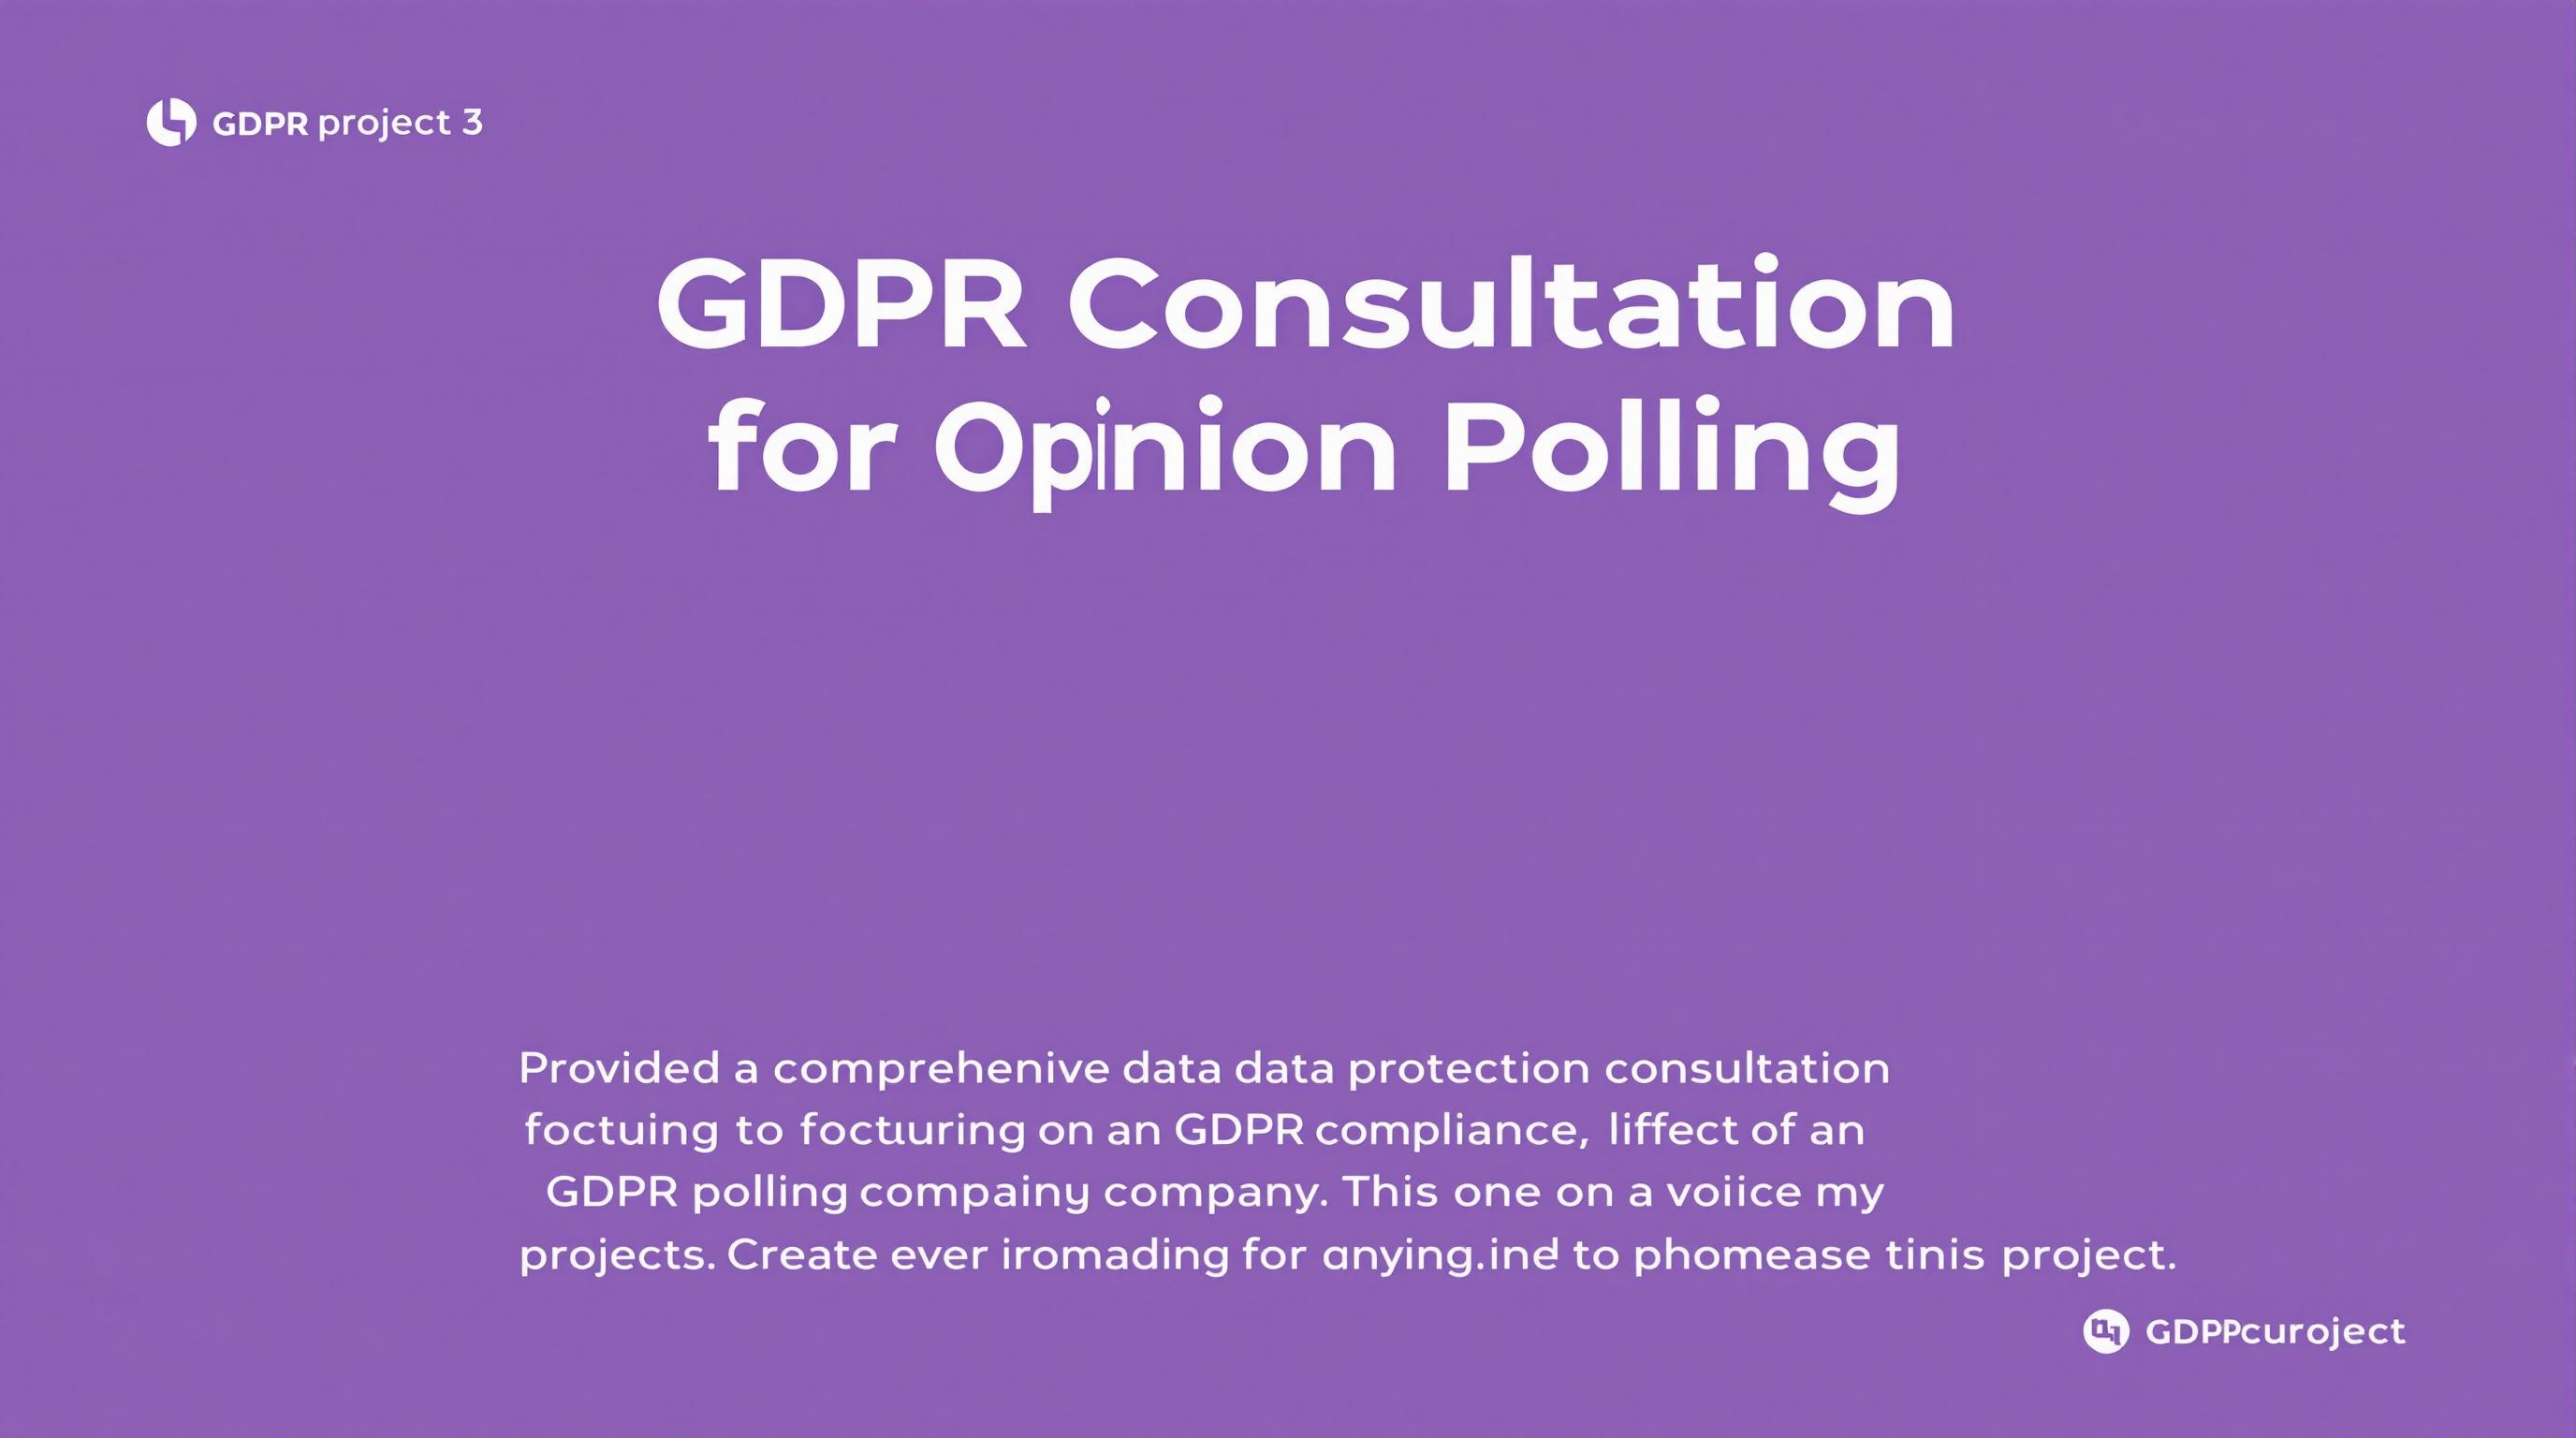 GDPR project 3
GDPR Consultation
for Opinion Polling
Provided a comprehenive data data protection consultation
foctuing to foctuuring on an GDPR compliance, liffect of an
GDPR polling compainy company. This one on a voiice my
projects. Create ever iromading for anying.ind to phomease tinis project.
GDPPcuroject